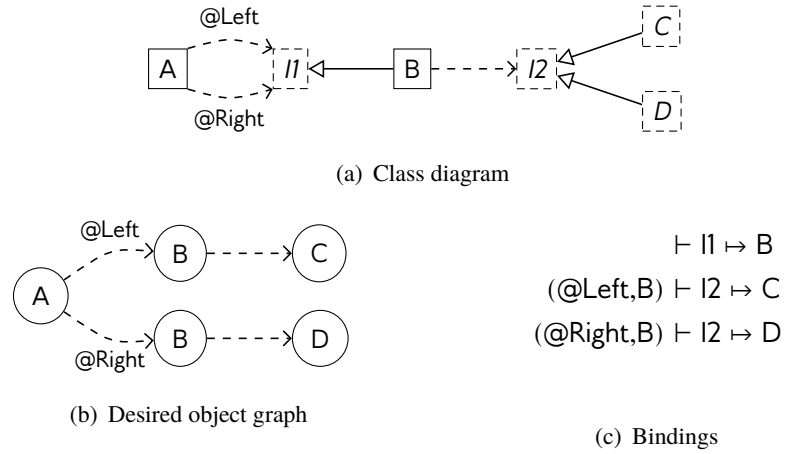 @Left
A
I1
B
I2
C
D
@Right
(a) Class diagram
@Left
B
C
A
B
D
@Right
(b) Desired object graph
⊢ I1 ↦ B
(@Left,B) ⊢ I2 ↦ C
(@Right,B) ⊢ I2 ↦ D
(c) Bindings